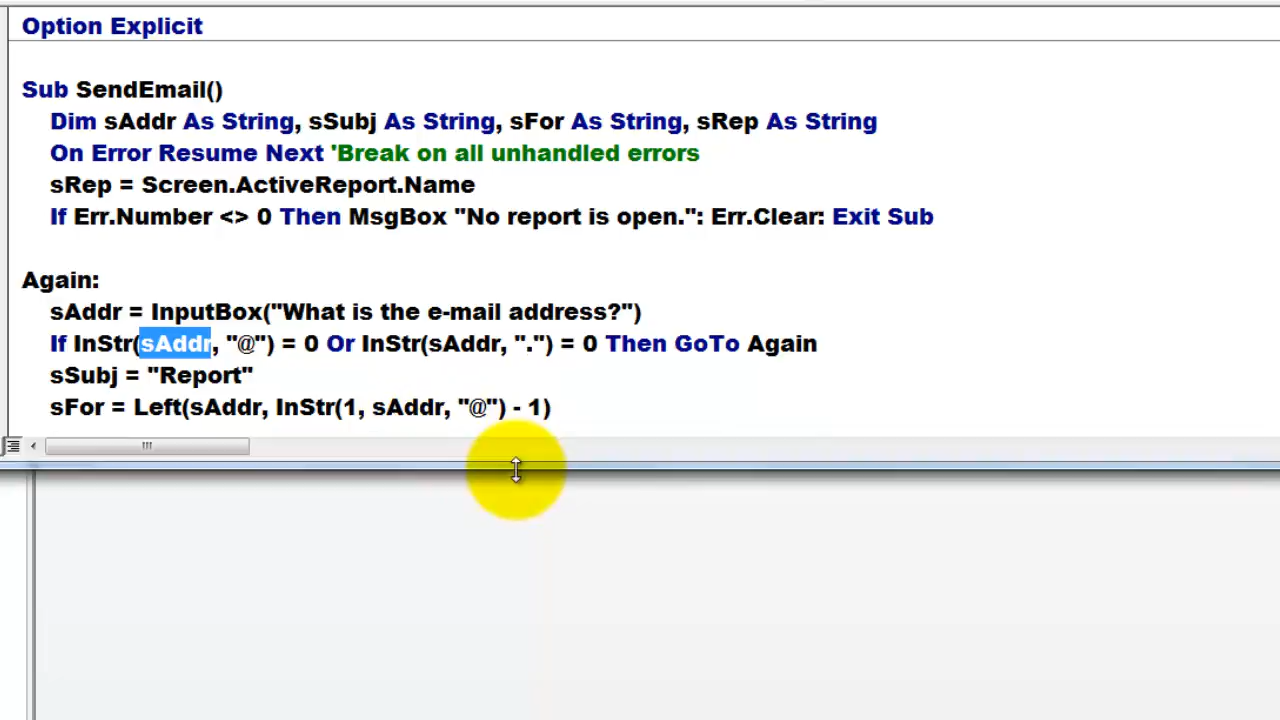 Option Explicit
Sub SendEmail()
Dim sAddr As String, sSubj As String, sFor As String, sRep As String
On Error Resume Next 'Break on all unhandled errors
sRep = Screen.ActiveReport.Name
If Err.Number <> 0 Then MsgBox "No report is open.": Err.Clear: Exit Sub
Again:
sAddr = InputBox("What is the e-mail address?")
If InStr(sAddr, "@") = 0 Or InStr(sAddr, ".") = 0 Then GoTo Again
sSubj = "Report"
sFor = Left(sAddr, InStr(1, sAddr, "@") - 1)